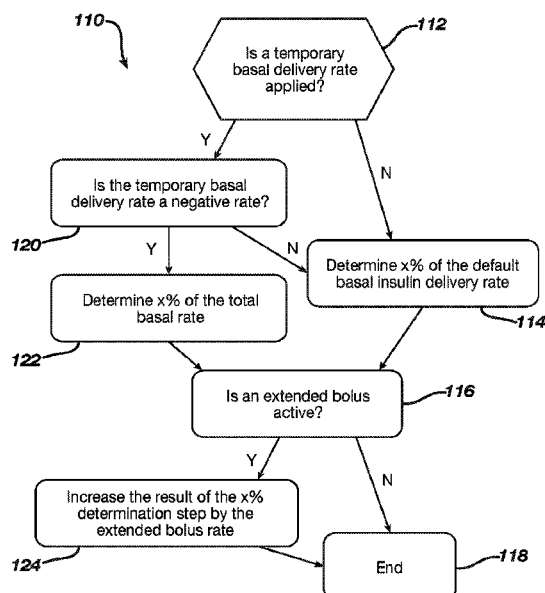 110
112
Is a temporary
basal delivery rate
applied?
Y
N
Is the temporary basal
delivery rate a negative rate?
120
Y
N
Determine x% of the total
basal rate
122
Determine x% of the default
basal insulin delivery rate
114
Is an extended bolus
active?
116
Y
N
Increase the result of the x%
determination step by the
extended bolus rate
124
End
118